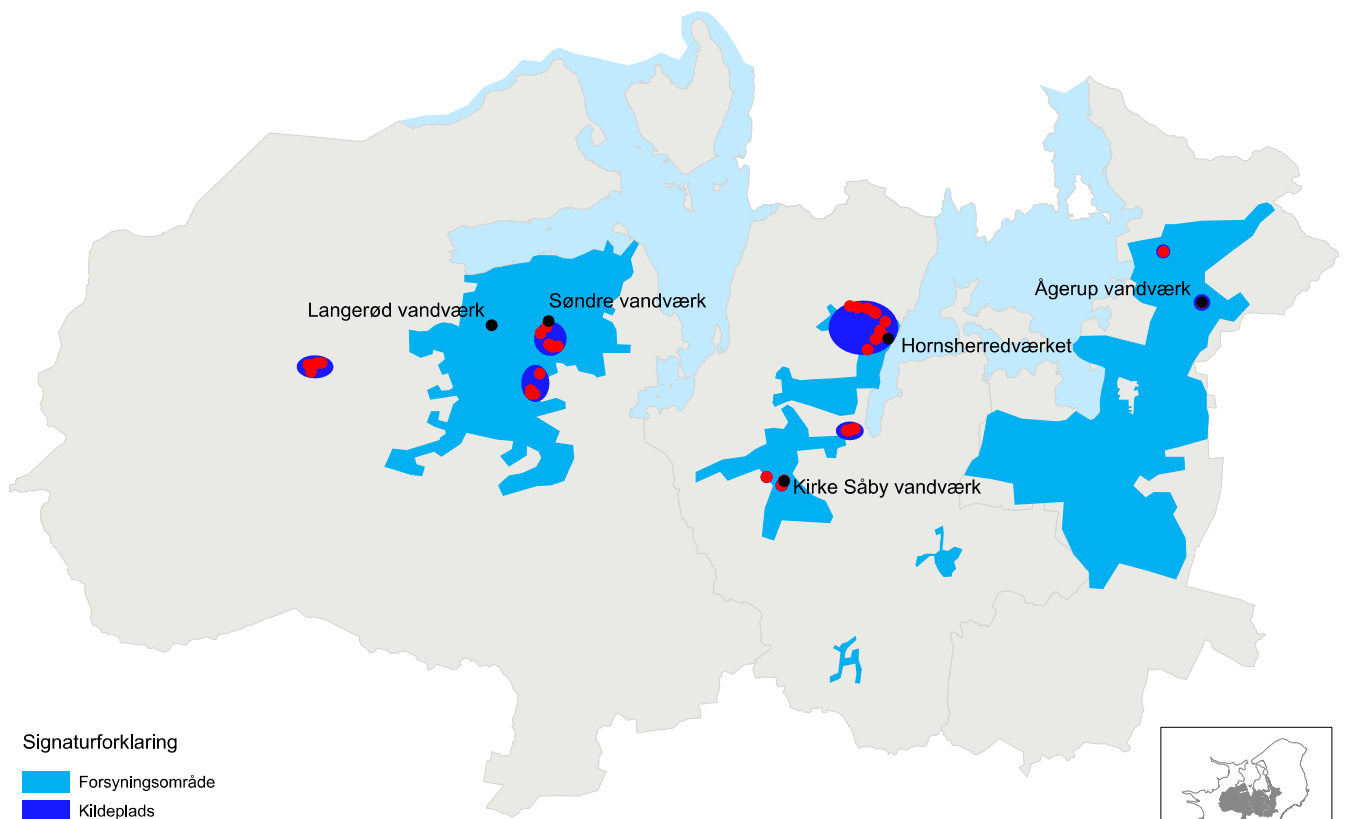 Ågerup vandværk
Søndre vandværk
Langerød vandværk
Hornsherredværket
Kirke Såby vandværk
Signaturforklaring
Forsyningsområde
Kildeplads